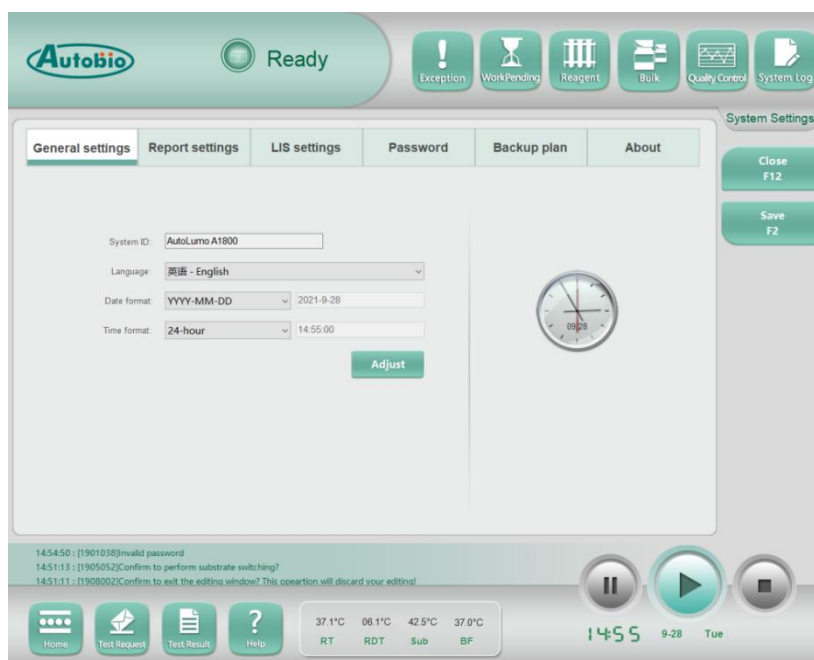 Autobio
Ready
Exception
WorkPending
Reagent
Bulk
Quality Control
System Log
System Settings
General settings
Report settings
LIS settings
Password
Backup plan
About
Close
F12
Save
F2
System ID: AutoLumo A1800
Language: 英语 - English
Date format: YYYY-MM-DD 2021-9-28
Time format: 24-hour 14:55:00
Adjust
09/28
14:54:50 : [1901038]Invalid password
14:51:13 : [1905052]Confirm to perform substrate switching?
14:51:11 : [1908002]Confirm to exit the editing window? This opeartion will discard your editing!
Home
Test Request
Test Result
Help
37.1°C 06.1°C 42.5°C 37.0°C
RT RDT Sub BF
14:55 9-28 Tue